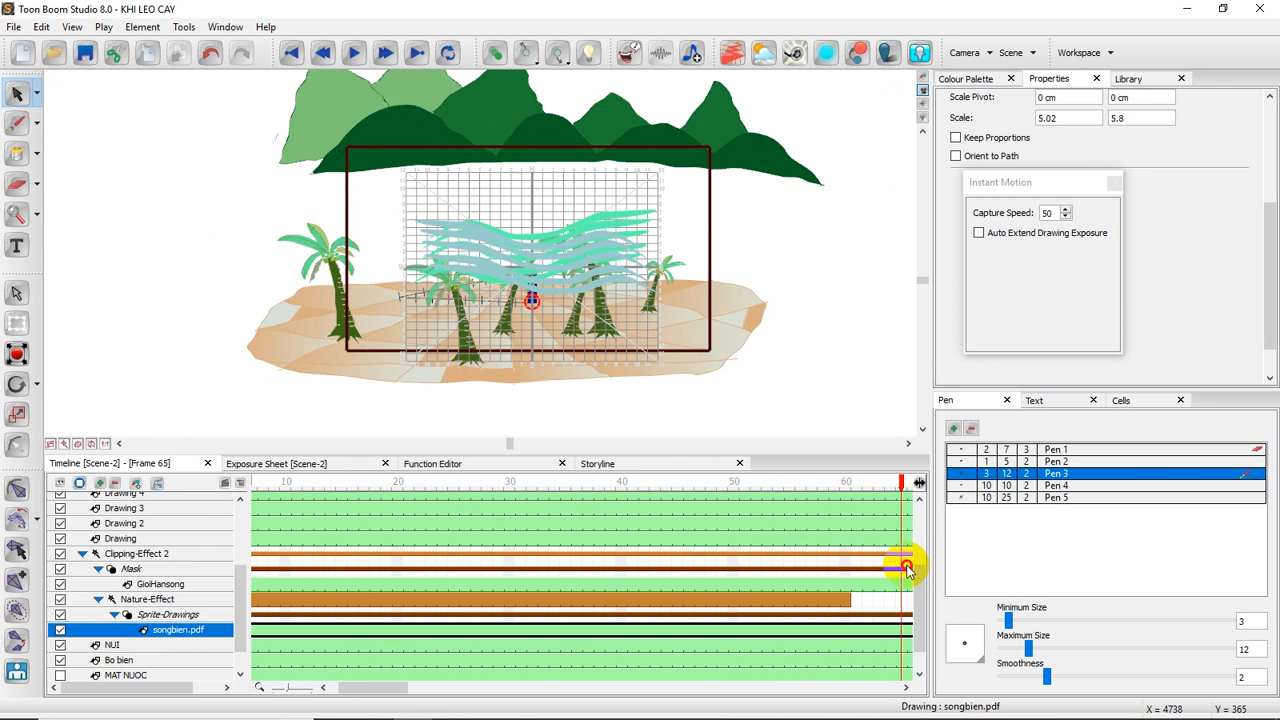 Toon Boom Studio 8.0 - KHI LEO CAY
File Edit View Play Element Tools Window Help
Camera Scene Workspace
Colour Palette Properties Library
Scale Pivot: 0 cm 0 cm
Scale: 5.02 5.8
Keep Proportions
Orient to Path
Instant Motion
Capture Speed: 50
Auto Extend Drawing Exposure
Pen Text Cells
2 7 3 Pen 1
1 5 2 Pen 2
3 12 2 Pen 3
10 10 2 Pen 4
10 25 2 Pen 5
Minimum Size
3
Maximum Size
12
Smoothness
2
Timeline [Scene-2] - [Frame 65] Exposure Sheet [Scene-2] Function Editor Storyline
10 20 30 40 50 60
Drawing 4
Drawing 3
Drawing 2
Drawing
Clipping-Effect 2
Mask
GioiHansong
Nature-Effect
Sprite-Drawings
songbien.pdf
NUI
Bo bien
MAT NUOC
Drawing : songbien.pdf X = 4738 Y = 365